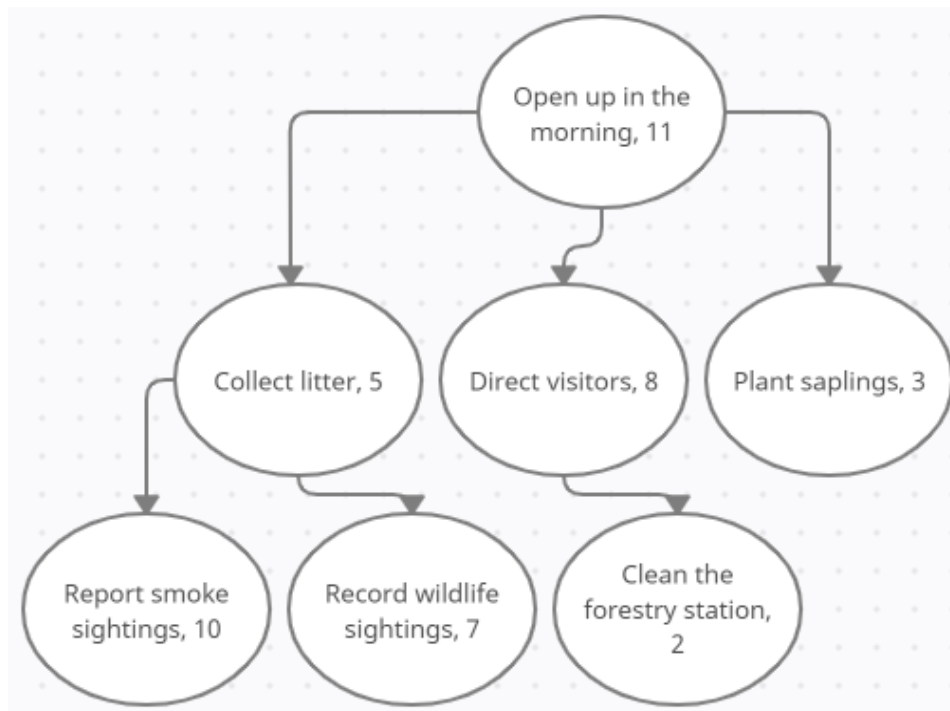 Open up in the
morning, 11
Collect litter, 5
Direct visitors, 8
Plant saplings, 3
Report smoke
sightings, 10
Record wildlife
sightings, 7
Clean the
forestry station,
2